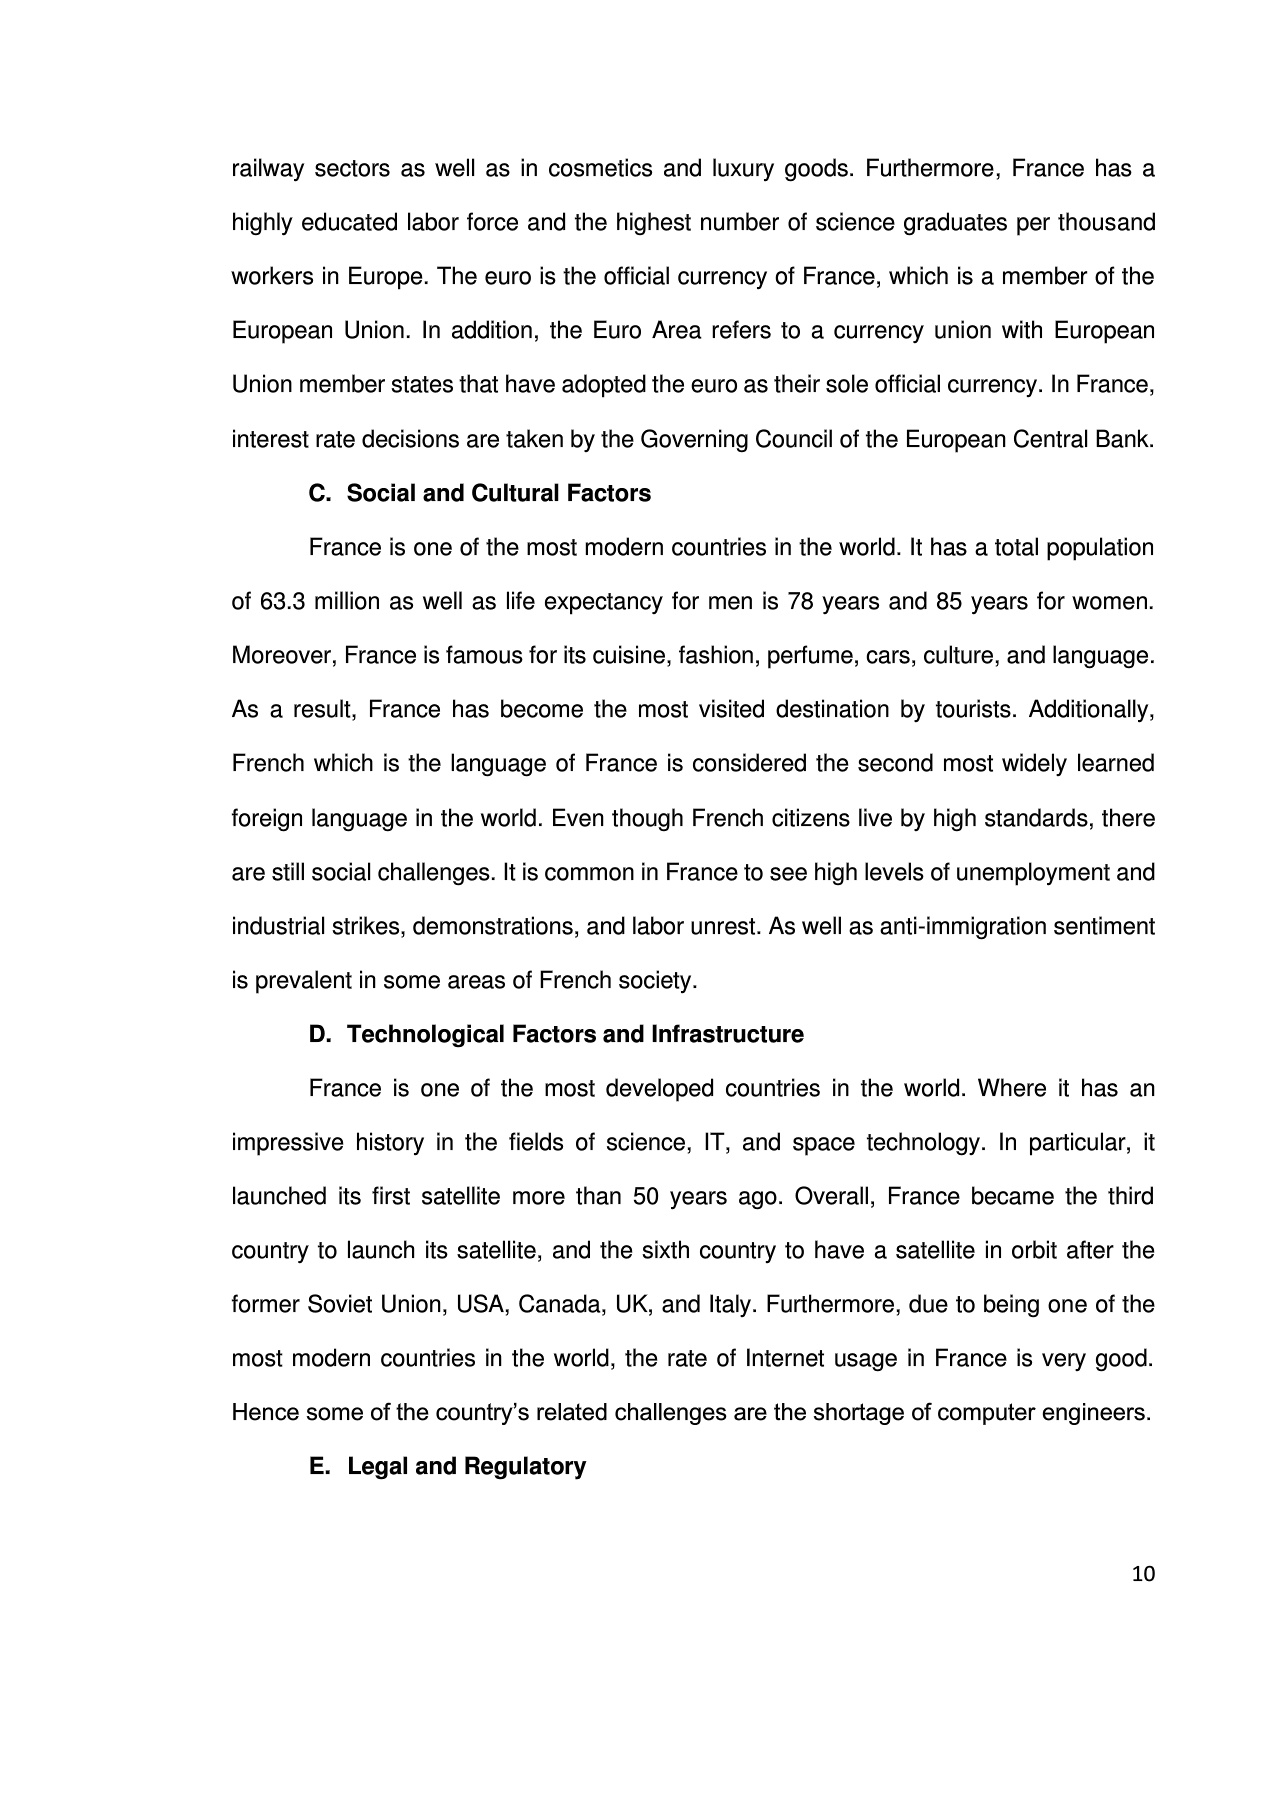 railway sectors as well as in cosmetics and luxury goods. Furthermore, France has a
highly educated labor force and the highest number of science graduates per thousand
workers in Europe. The euro is the official currency of France, which is a member of the
European Union. In addition, the Euro Area refers to a currency union with European
Union member states that have adopted the euro as their sole official currency. In France,
interest rate decisions are taken by the Governing Council of the European Central Bank.
C. Social and Cultural Factors
France is one of the most modern countries in the world. It has a total population
of 63.3 million as well as life expectancy for men is 78 years and 85 years for women.
Moreover, France is famous for its cuisine, fashion, perfume, cars, culture, and language.
As a result, France has become the most visited destination by tourists. Additionally,
French which is the language of France is considered the second most widely learned
foreign language in the world. Even though French citizens live by high standards, there
are still social challenges. It is common in France to see high levels of unemployment and
industrial strikes, demonstrations, and labor unrest. As well as anti-immigration sentiment
is prevalent in some areas of French society.
D. Technological Factors and Infrastructure
France is one of the most developed countries in the world. Where it has an
impressive history in the fields of science, IT, and space technology. In particular, it
launched its first satellite more than 50 years ago. Overall, France became the third
country to launch its satellite, and the sixth country to have a satellite in orbit after the
former Soviet Union, USA, Canada, UK, and Italy. Furthermore, due to being one of the
most modern countries in the world, the rate of Internet usage in France is very good.
Hence some of the country’s related challenges are the shortage of computer engineers.
E. Legal and Regulatory
10